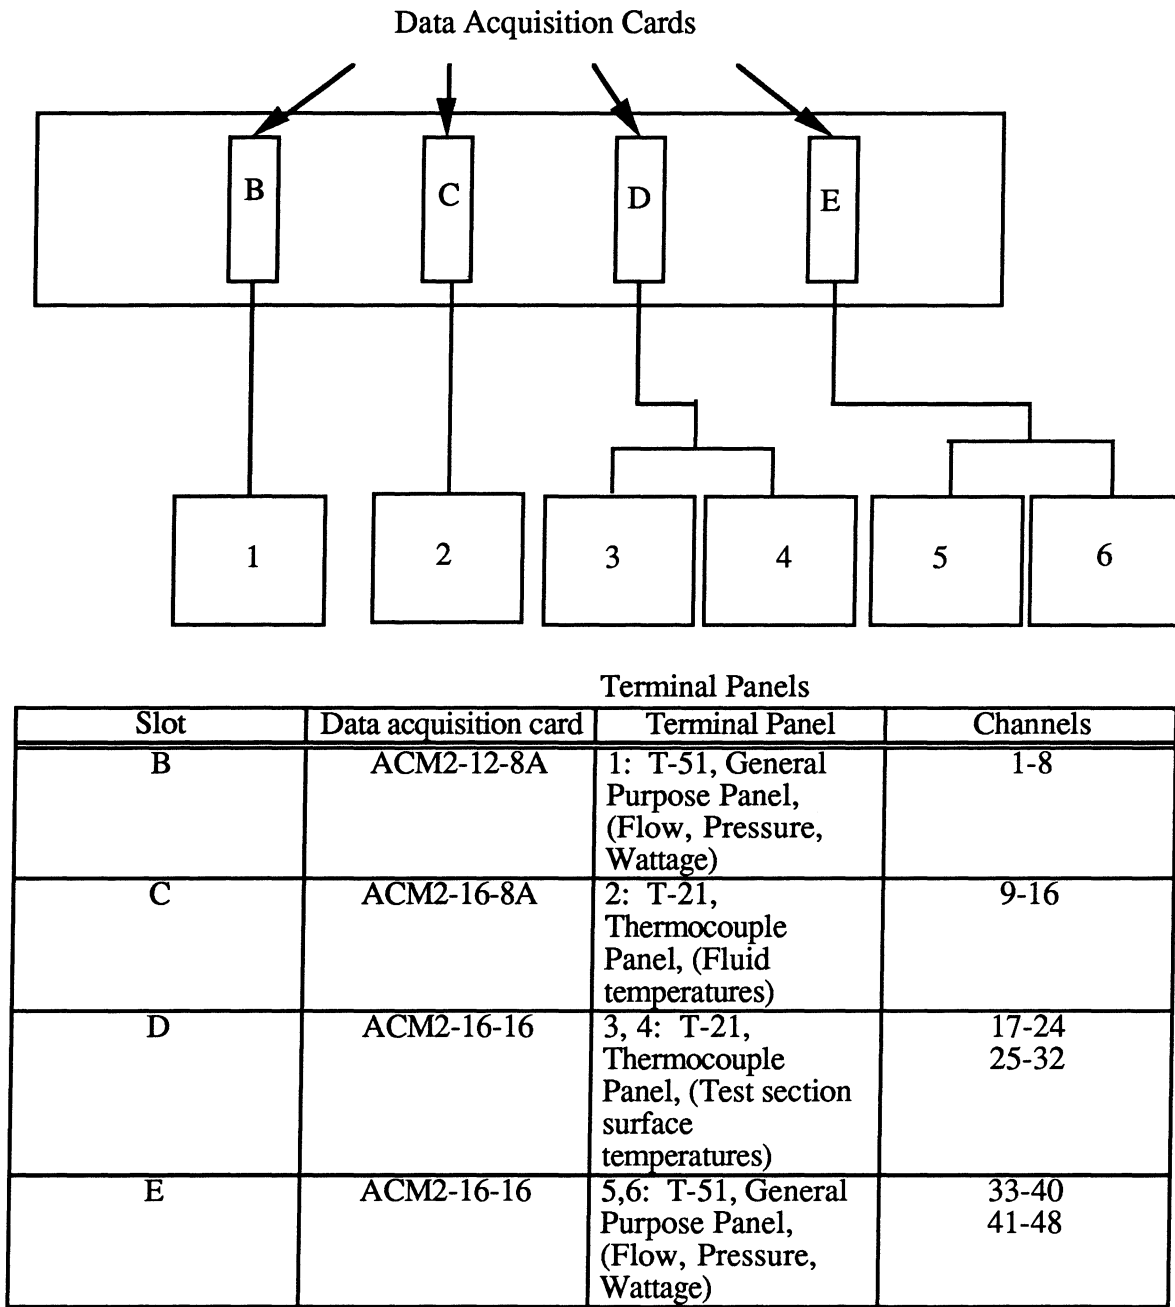 Data Acquisition Cards
B
C
D
E
1
2
3
4
5
6
Terminal Panels
Slot
Data acquisition card
Terminal Panel
Channels
B
ACM2-12-8A
1: T-51, General
Purpose Panel,
(Flow, Pressure,
Wattage)
1-8
C
ACM2-16-8A
2: T-21,
Thermocouple
Panel, (Fluid
temperatures)
9-16
D
ACM2-16-16
3, 4: T-21,
Thermocouple
Panel, (Test section
surface
temperatures)
17-24
25-32
E
ACM2-16-16
5,6: T-51, General
Purpose Panel,
(Flow, Pressure,
Wattage)
33-40
41-48